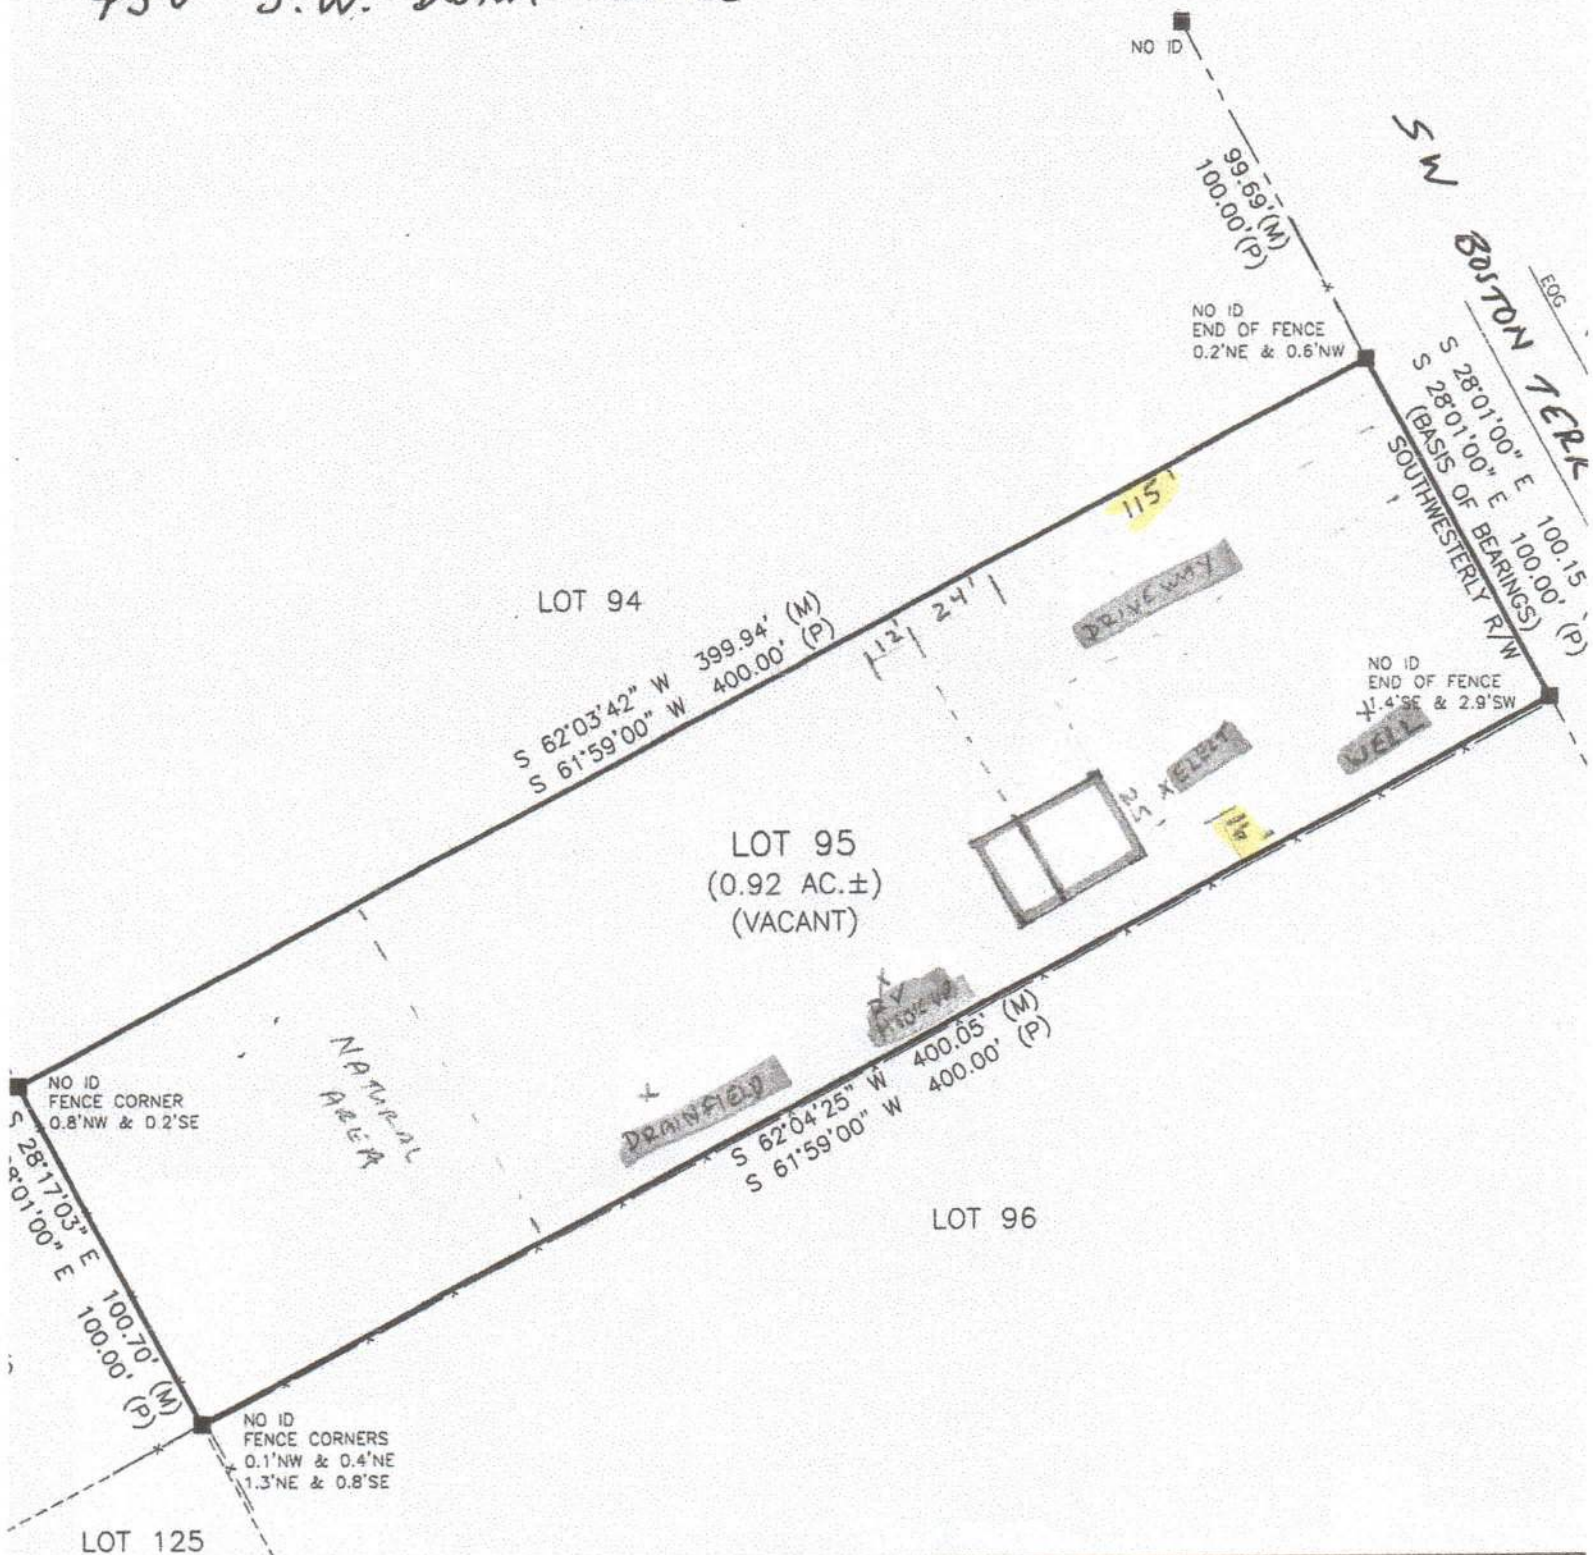 S.W.
NO ID
99.69'(M)
100.00'(P)
SW BOSTON TERR
EOG
NO ID
END OF FENCE
0.2'NE & 0.6'NW
S 28°01'00" E 100.15
S 28°01'00" E 100.00' (P)
(BASIS OF BEARINGS)
SOUTHWESTERLY R/W
115'
DRIVEWAY
24'
12'
LOT 94
S 62°03'42" W 399.94' (M)
S 61°59'00" W 400.00' (P)
NO ID
END OF FENCE
1.4'SE & 2.9'SW
X
WELL
X ELECT
25'
16'
LOT 95
(0.92 AC.±)
(VACANT)
X
RV
HOOKUP
X
DRAINFIELD
NATURAL
AREA
S 62°04'25" W 400.05' (M)
S 61°59'00" W 400.00' (P)
LOT 96
NO ID
FENCE CORNER
0.8'NW & 0.2'SE
S 28°17'03" E 100.70' (M)
8°01'00" E 100.00' (P)
NO ID
FENCE CORNERS
0.1'NW & 0.4'NE
1.3'NE & 0.8'SE
LOT 125